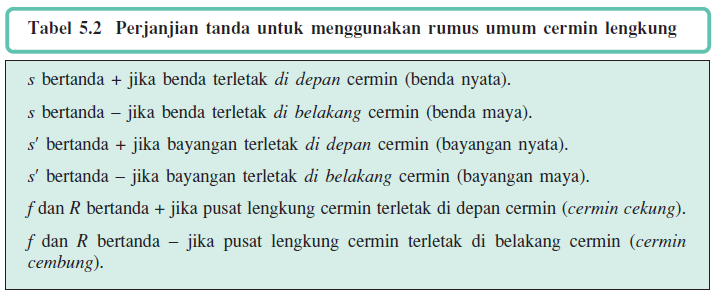 Tabel 5.2 Perjanjian tanda untuk menggunakan rumus umum cermin lengkung
s bertanda + jika benda terletak di depan cermin (benda nyata).
s bertanda – jika benda terletak di belakang cermin (benda maya).
s′ bertanda + jika bayangan terletak di depan cermin (bayangan nyata).
s′ bertanda – jika bayangan terletak di belakang cermin (bayangan maya).
f dan R bertanda + jika pusat lengkung cermin terletak di depan cermin (cermin cekung).
f dan R bertanda – jika pusat lengkung cermin terletak di belakang cermin (cermin
cembung).